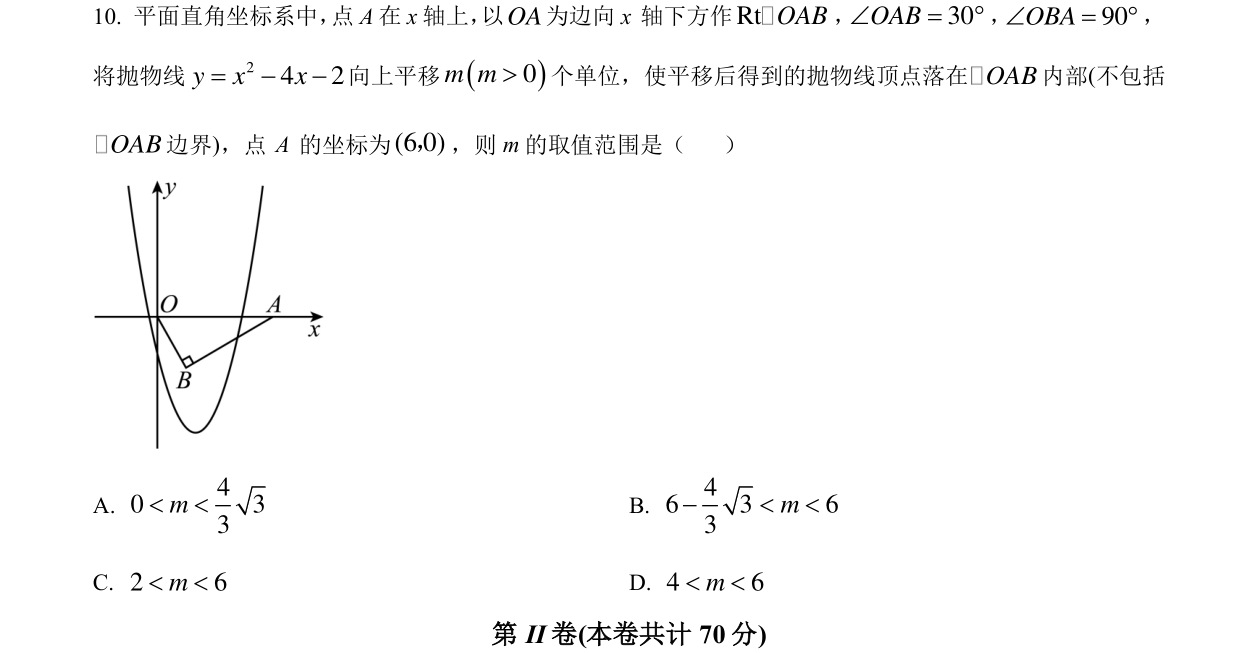 10. 平面直角坐标系中,点 A 在 x 轴上,以 OA 为边向 x 轴下方作 Rt□OAB，∠OAB = 30°，∠OBA = 90°，
将抛物线 y = x² − 4x − 2 向上平移 m(m > 0) 个单位，使平移后得到的抛物线顶点落在□OAB 内部(不包括
□OAB 边界)，点 A 的坐标为 (6,0)，则 m 的取值范围是（ ）
y
O
A
x
B
A. 0 < m < 4/3 √3
B. 6 − 4/3 √3 < m < 6
C. 2 < m < 6
D. 4 < m < 6
第 II 卷(本卷共计 70 分)